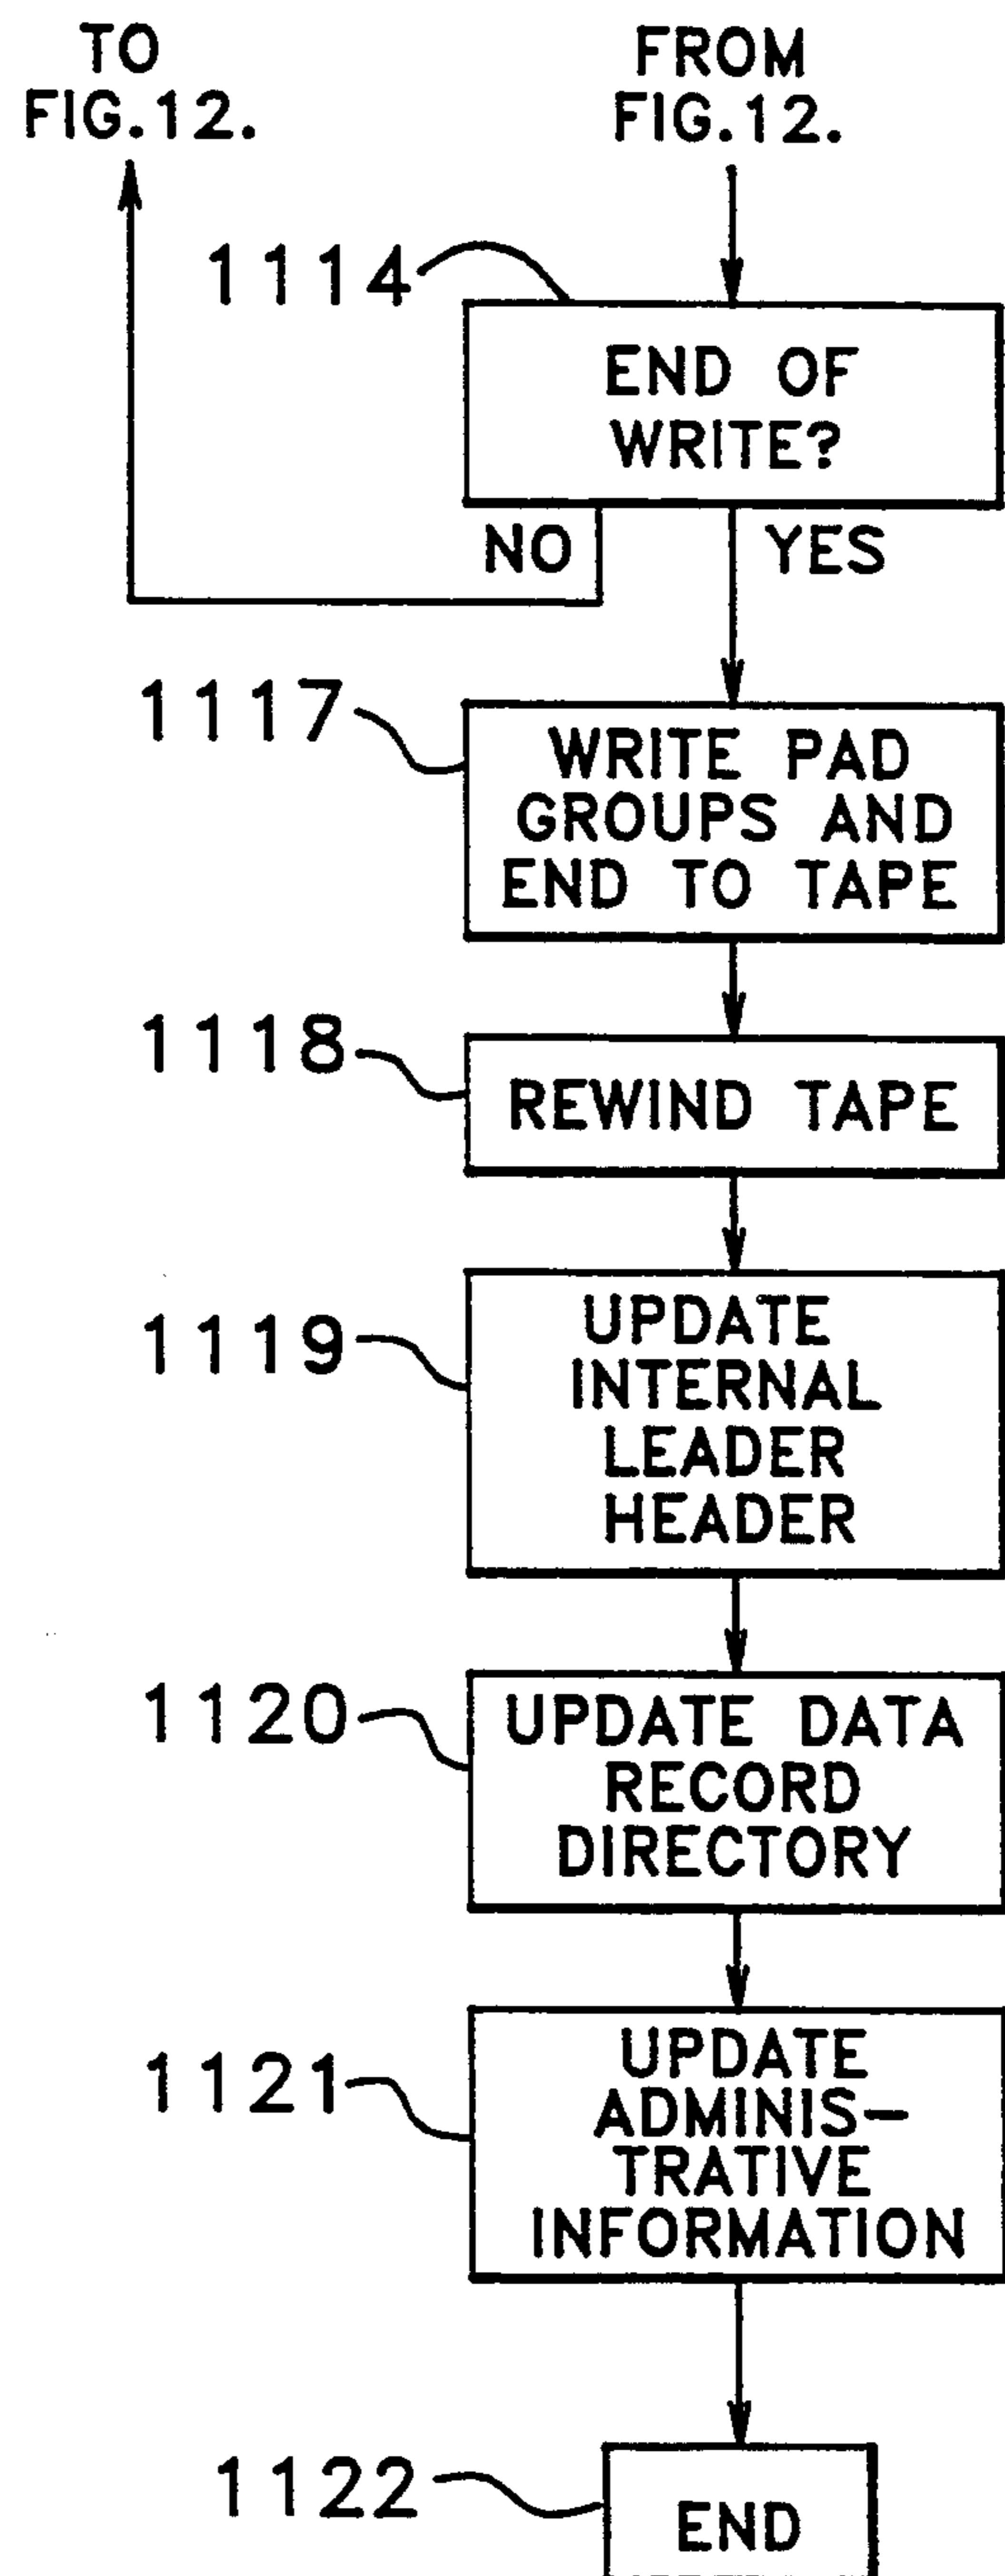 TO
FIG.12.
FROM
FIG.12.
1114
END OF
WRITE?
NO
YES
1117
WRITE PAD
GROUPS AND
END TO TAPE
1118
REWIND TAPE
1119
UPDATE
INTERNAL
LEADER
HEADER
1120
UPDATE DATA
RECORD
DIRECTORY
1121
UPDATE
ADMINIS-
TRATIVE
INFORMATION
1122
END